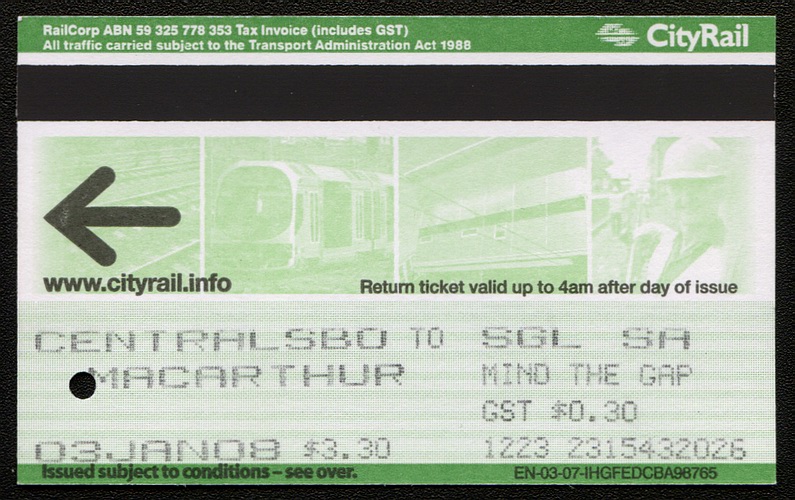 RailCorp ABN 59 325 778 353 Tax Invoice (includes GST)
All traffic carried subject to the Transport Administration Act 1988
CityRail
www.cityrail.info
Return ticket valid up to 4am after day of issue
CENTRALSBO TO SGL SA
MACARTHUR MIND THE GAP
GST $0.30
03JAN08 $3.30 1223 2315432026
Issued subject to conditions – see over.
EN-03-07-IHGFEDCBA98765